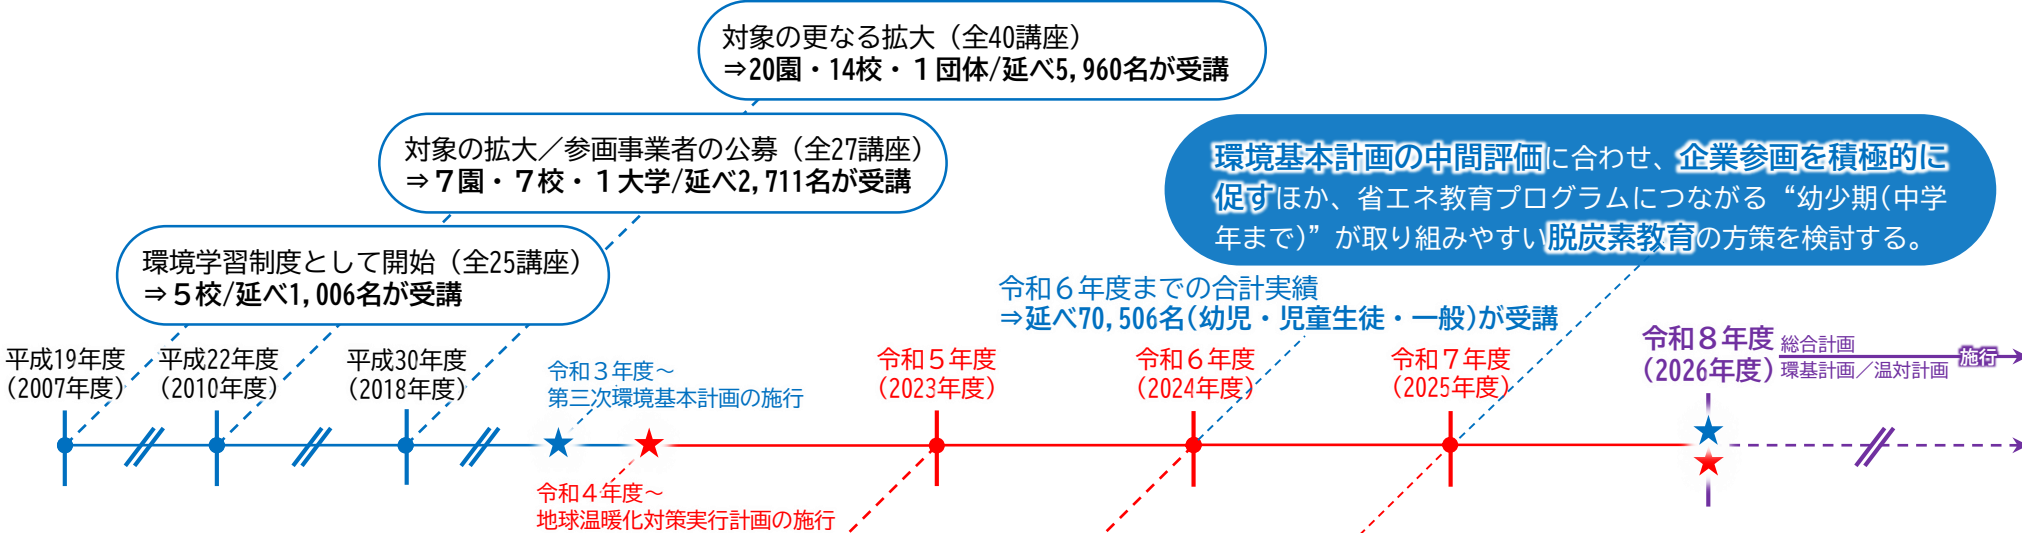 対象の更なる拡大（全40講座）
⇒20園・14校・１団体/延べ5,960名が受講
対象の拡大／参画事業者の公募（全27講座）
⇒７園・７校・１大学/延べ2,711名が受講
環境学習制度として開始（全25講座）
⇒５校/延べ1,006名が受講
環境基本計画の中間評価に合わせ、企業参画を積極的に
促すほか、省エネ教育プログラムにつながる“幼少期(中学
年まで)”が取り組みやすい脱炭素教育の方策を検討する。
令和６年度までの合計実績
⇒延べ70,506名(幼児・児童生徒・一般)が受講
平成19年度
（2007年度）
平成22年度
（2010年度）
平成30年度
（2018年度）
令和３年度～
第三次環境基本計画の施行
令和４年度～
地球温暖化対策実行計画の施行
令和５年度
（2023年度）
令和６年度
（2024年度）
令和７年度
（2025年度）
令和８年度
（2026年度）
総合計画
環基計画／温対計画
施行